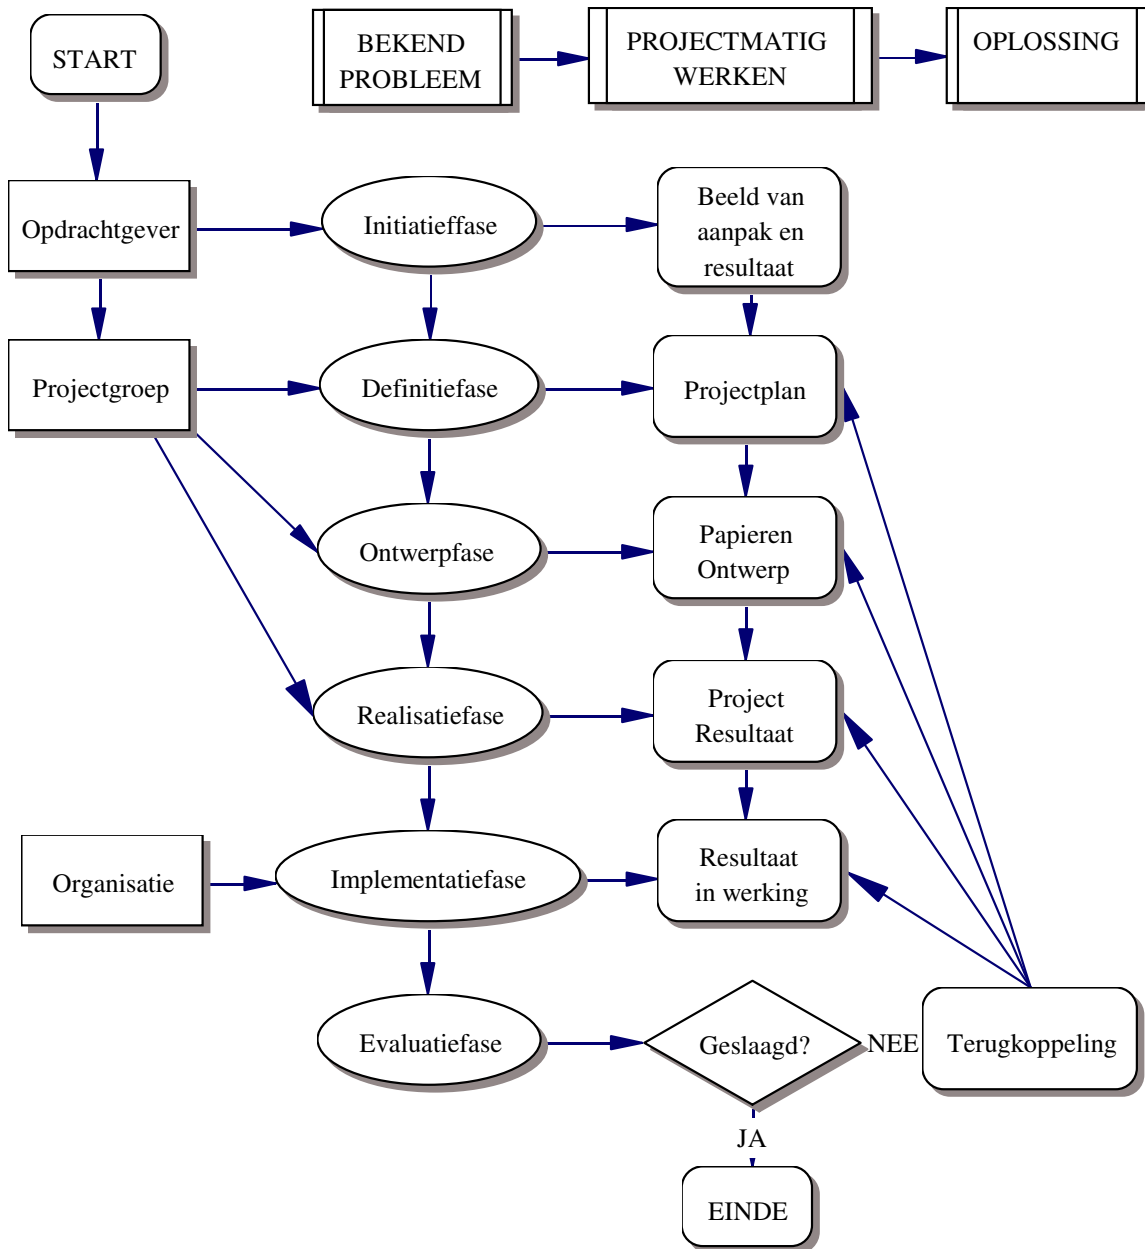 START
BEKEND
PROBLEEM
PROJECTMATIG
WERKEN
OPLOSSING
Opdrachtgever
Initiatieffase
Beeld van
aanpak en
resultaat
Projectgroep
Definitiefase
Projectplan
Ontwerpfase
Papieren
Ontwerp
Realisatiefase
Project
Resultaat
Organisatie
Implementatiefase
Resultaat
in werking
Evaluatiefase
Geslaagd?
NEE
Terugkoppeling
JA
EINDE